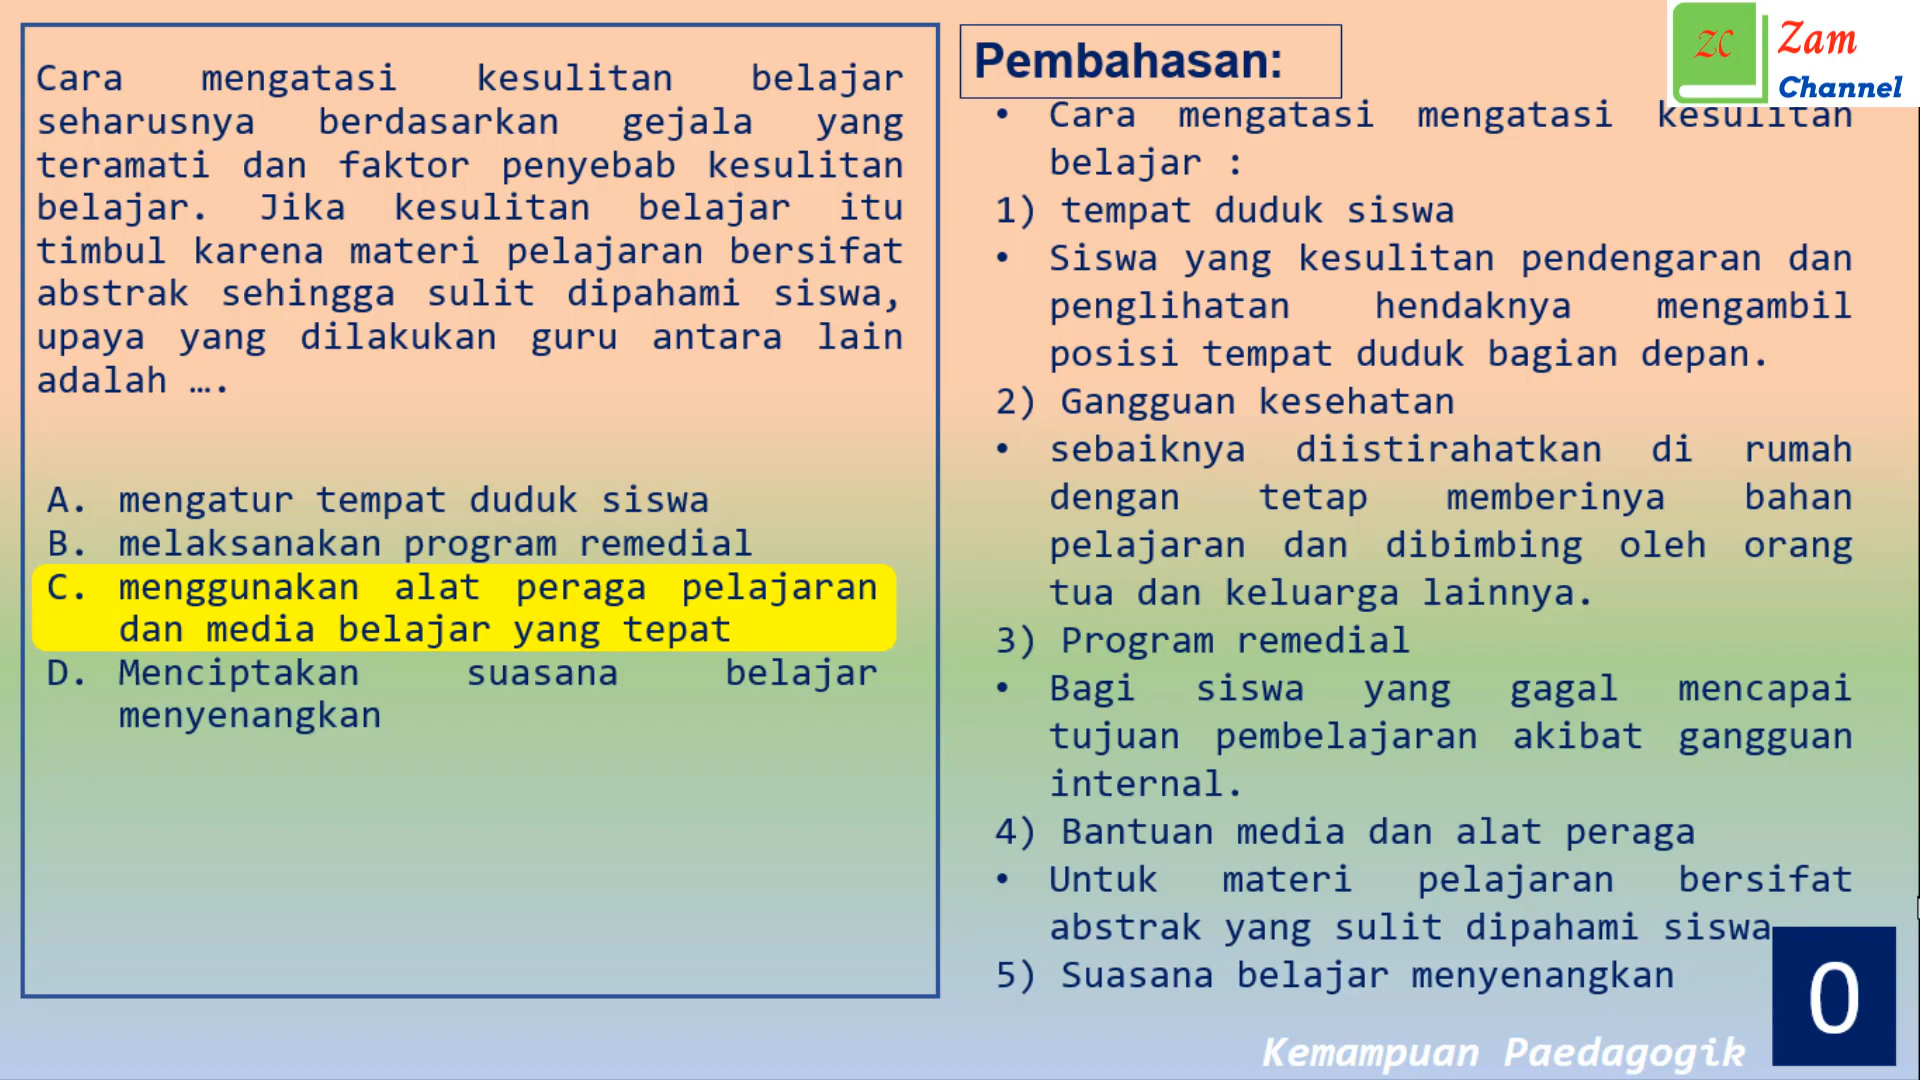 Cara mengatasi kesulitan belajar
seharusnya berdasarkan gejala yang
teramati dan faktor penyebab kesulitan
belajar. Jika kesulitan belajar itu
timbul karena materi pelajaran bersifat
abstrak sehingga sulit dipahami siswa,
upaya yang dilakukan guru antara lain
adalah ….
A. mengatur tempat duduk siswa
B. melaksanakan program remedial
C. menggunakan alat peraga pelajaran
dan media belajar yang tepat
D. Menciptakan suasana belajar
menyenangkan
Pembahasan:
• Cara mengatasi mengatasi kesulitan
belajar :
1) tempat duduk siswa
• Siswa yang kesulitan pendengaran dan
penglihatan hendaknya mengambil
posisi tempat duduk bagian depan.
2) Gangguan kesehatan
• sebaiknya diistirahatkan di rumah
dengan tetap memberinya bahan
pelajaran dan dibimbing oleh orang
tua dan keluarga lainnya.
3) Program remedial
• Bagi siswa yang gagal mencapai
tujuan pembelajaran akibat gangguan
internal.
4) Bantuan media dan alat peraga
• Untuk materi pelajaran bersifat
abstrak yang sulit dipahami siswa
5) Suasana belajar menyenangkan
ZC
Zam
Channel
0
Kemampuan Paedagogik